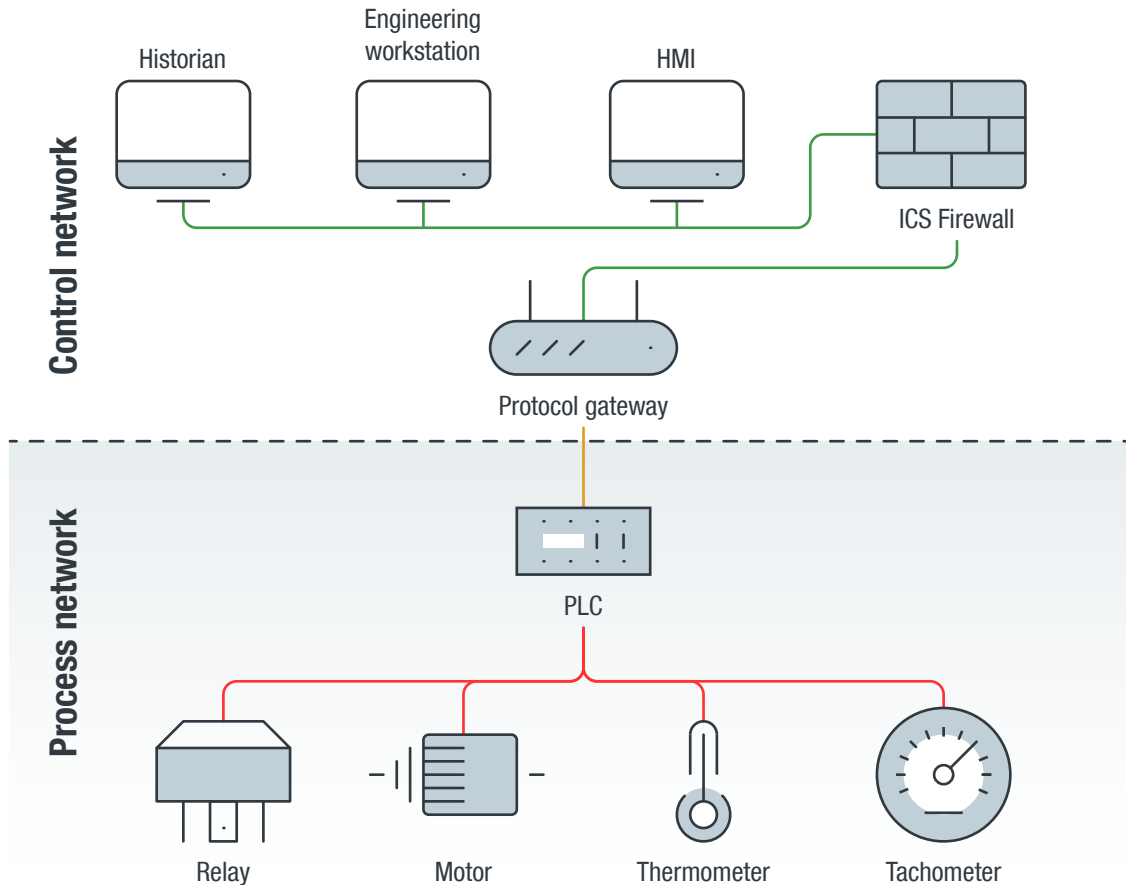 Control network
Historian
Engineering
workstation
HMI
ICS Firewall
Protocol gateway
Process network
PLC
Relay
Motor
Thermometer
Tachometer